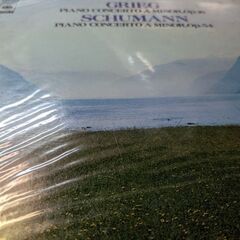 GRIEG
PIANO CONCERTO A MINOR, Op.16
SCHUMANN
PIANO CONCERTO A MINOR, Op.54